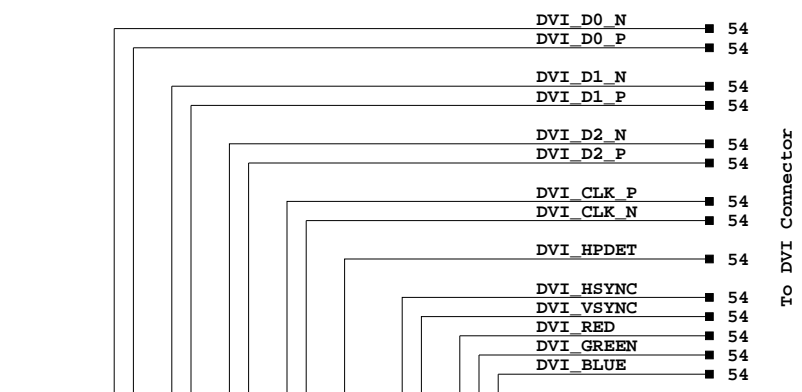 DVI_D0_N 54
DVI_D0_P 54
DVI_D1_N 54
DVI_D1_P 54
DVI_D2_N 54
DVI_D2_P 54
DVI_CLK_P 54
DVI_CLK_N 54
DVI_HPDET 54
DVI_HSYNC 54
DVI_VSYNC 54
DVI_RED 54
DVI_GREEN 54
DVI_BLUE 54
To DVI Connector